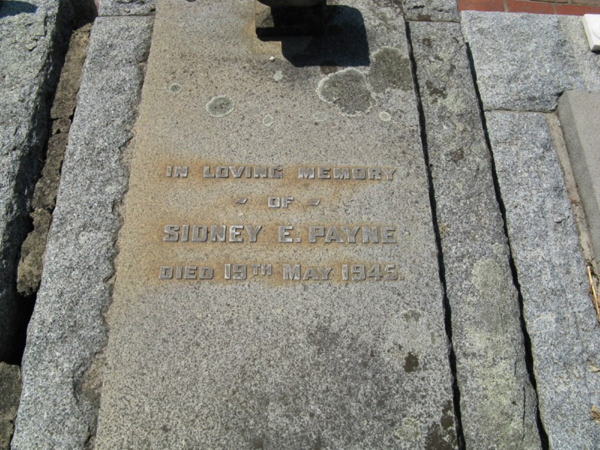 IN LOVING MEMORY
~ OF ~
SIDNEY E. PAYNE
DIED 19TH MAY 1945.